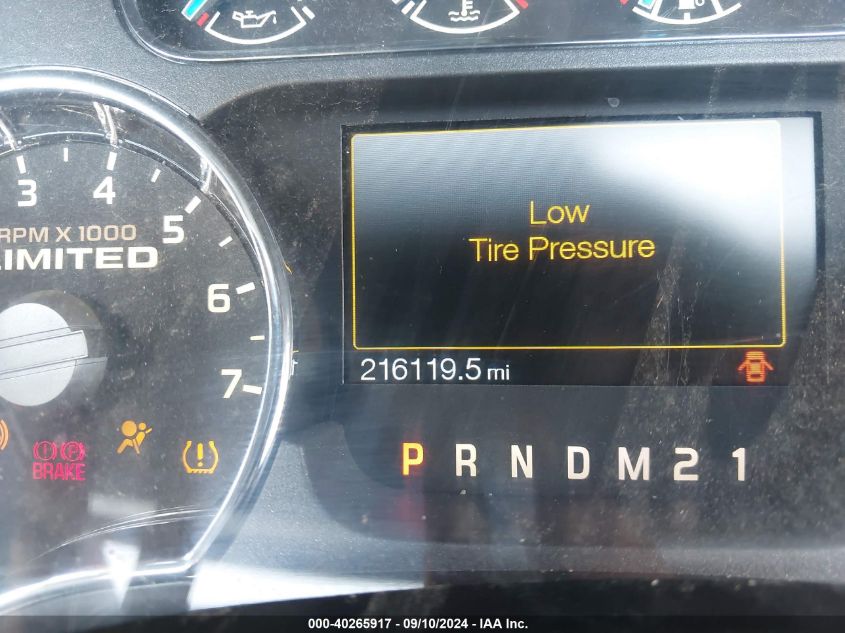 3 4 5 6 7
RPM X 1000
LIMITED
Low
Tire Pressure
216119.5 mi
BRAKE
P R N D M 2 1
000-40265917 - 09/10/2024 - IAA Inc.